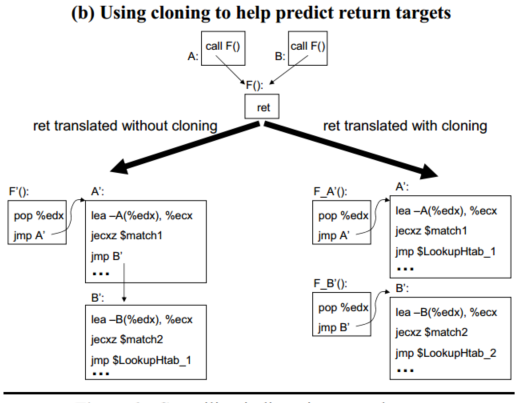 (b) Using cloning to help predict return targets
call F()
call F()
A:
B:
F():
ret
ret translated without cloning
ret translated with cloning
F'():
pop %edx
jmp A'
A':
lea –A(%edx), %ecx
jecxz $match1
jmp B'
...
B':
lea –B(%edx), %ecx
jecxz $match2
jmp $LookupHtab_1
...
F_A'():
pop %edx
jmp A'
A':
lea –A(%edx), %ecx
jecxz $match1
jmp $LookupHtab_1
...
F_B'():
pop %edx
jmp B'
B':
lea –B(%edx), %ecx
jecxz $match2
jmp $LookupHtab_2
...